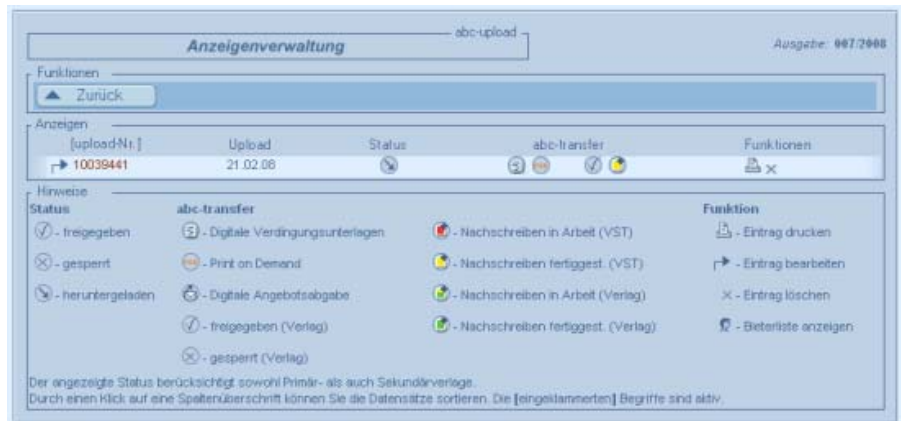 abc-upload
Anzeigenverwaltung
Ausgabe: 007/2008
Funktionen
Zurück
Anzeigen
[upload-Nr.] Upload Status abc-transfer Funktionen
10039441 21.02.08
Hinweise
Status abc-transfer Funktion
- freigegeben - Digitale Verdingungsunterlagen - Nachschreiben in Arbeit (VST) - Eintrag drucken
- gesperrt - Print on Demand - Nachschreiben fertiggest. (VST) - Eintrag bearbeiten
- heruntergeladen - Digitale Angebotsabgabe - Nachschreiben in Arbeit (Verlag) - Eintrag löschen
- freigegeben (Verlag) - Nachschreiben fertiggest. (Verlag) - Bieterliste anzeigen
- gesperrt (Verlag)
Der angezeigte Status berücksichtigt sowohl Primär- als auch Sekundärverlage.
Durch einen Klick auf eine Spaltenüberschrift können Sie die Datensätze sortieren. Die [eingeklammerten] Begriffe sind aktiv.